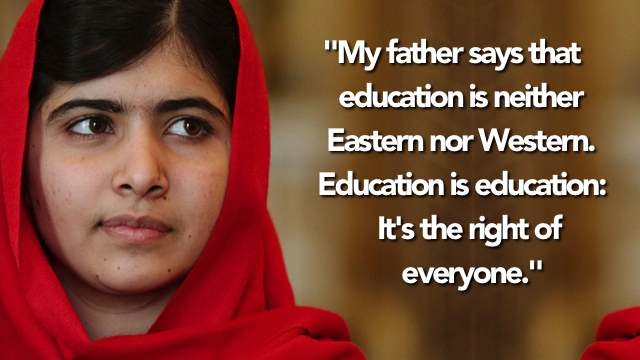 "My father says that
education is neither
Eastern nor Western.
Education is education:
It's the right of
everyone."